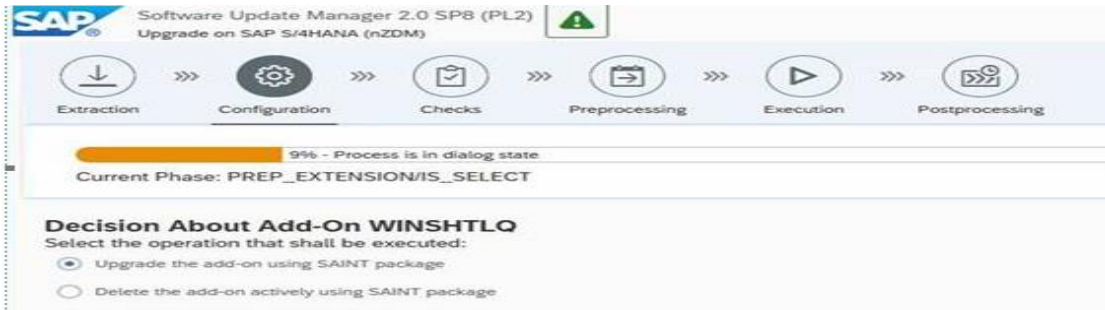 SAP® Software Update Manager 2.0 SP8 (PL2)
Upgrade on SAP S/4HANA (nZDM)
Extraction >>> Configuration >>> Checks >>> Preprocessing >>> Execution >>> Postprocessing
9% - Process is in dialog state
Current Phase: PREP_EXTENSION/IS_SELECT
Decision About Add-On WINSHTLQ
Select the operation that shall be executed:
Upgrade the add-on using SAINT package
Delete the add-on actively using SAINT package